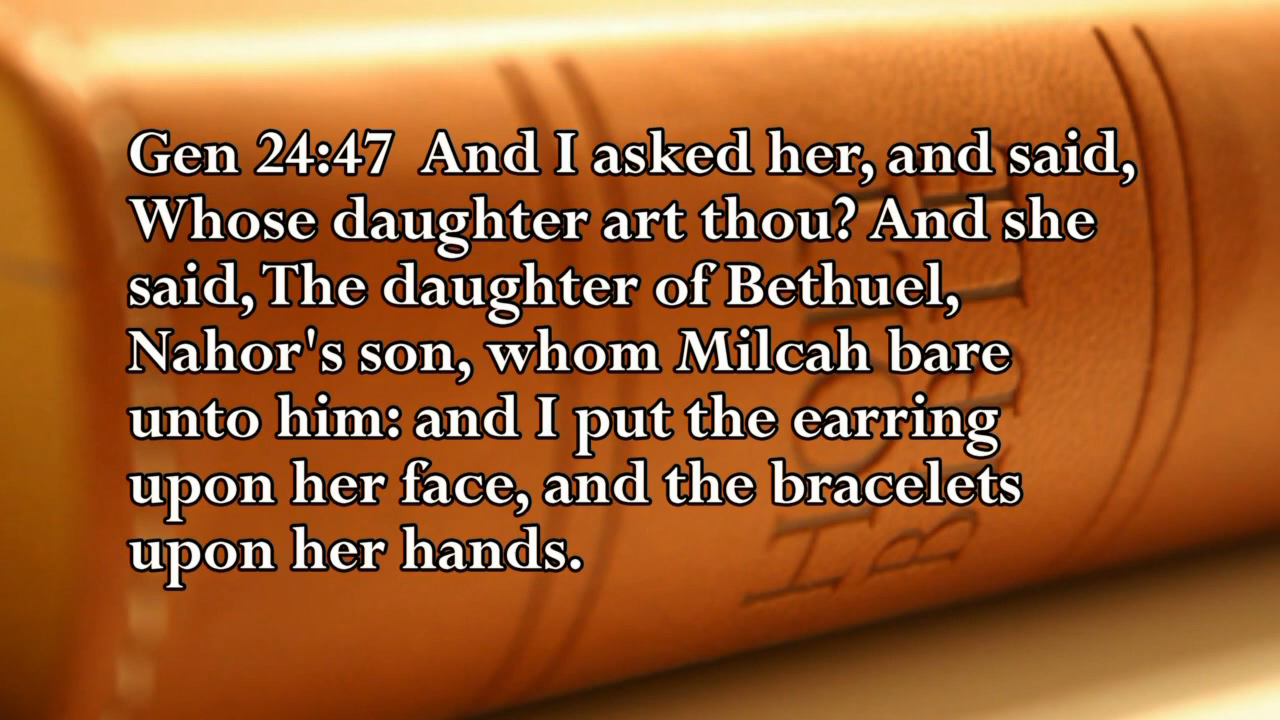 Gen 24:47  And I asked her, and said,
Whose daughter art thou? And she
said, The daughter of Bethuel,
Nahor's son, whom Milcah bare
unto him: and I put the earring
upon her face, and the bracelets
upon her hands.
HOLY
BIBLE